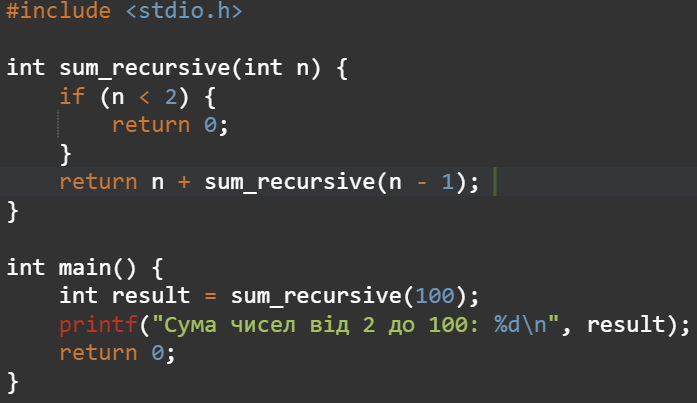 #include <stdio.h>
int sum_recursive(int n) {
    if (n < 2) {
        return 0;
    }
    return n + sum_recursive(n - 1);
}
int main() {
    int result = sum_recursive(100);
    printf("Сума чисел від 2 до 100: %d\n", result);
    return 0;
}